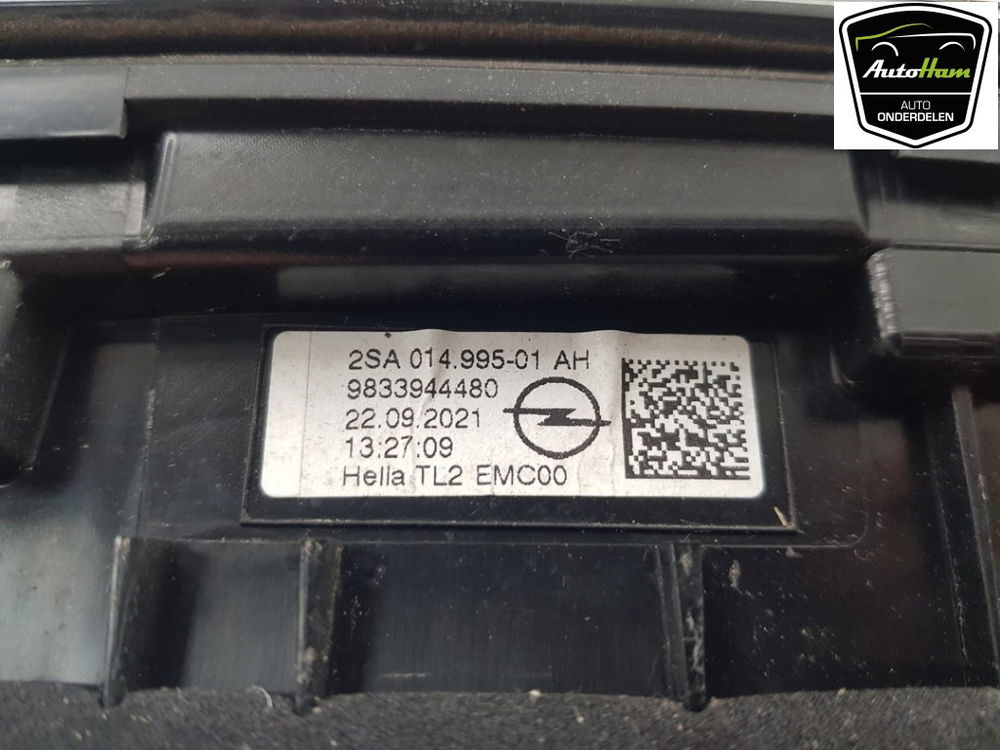 AutoHam
AUTO
ONDERDELEN
2SA 014.995-01 AH
9833944480
22.09.2021
13:27:09
Hella TL2 EMC00